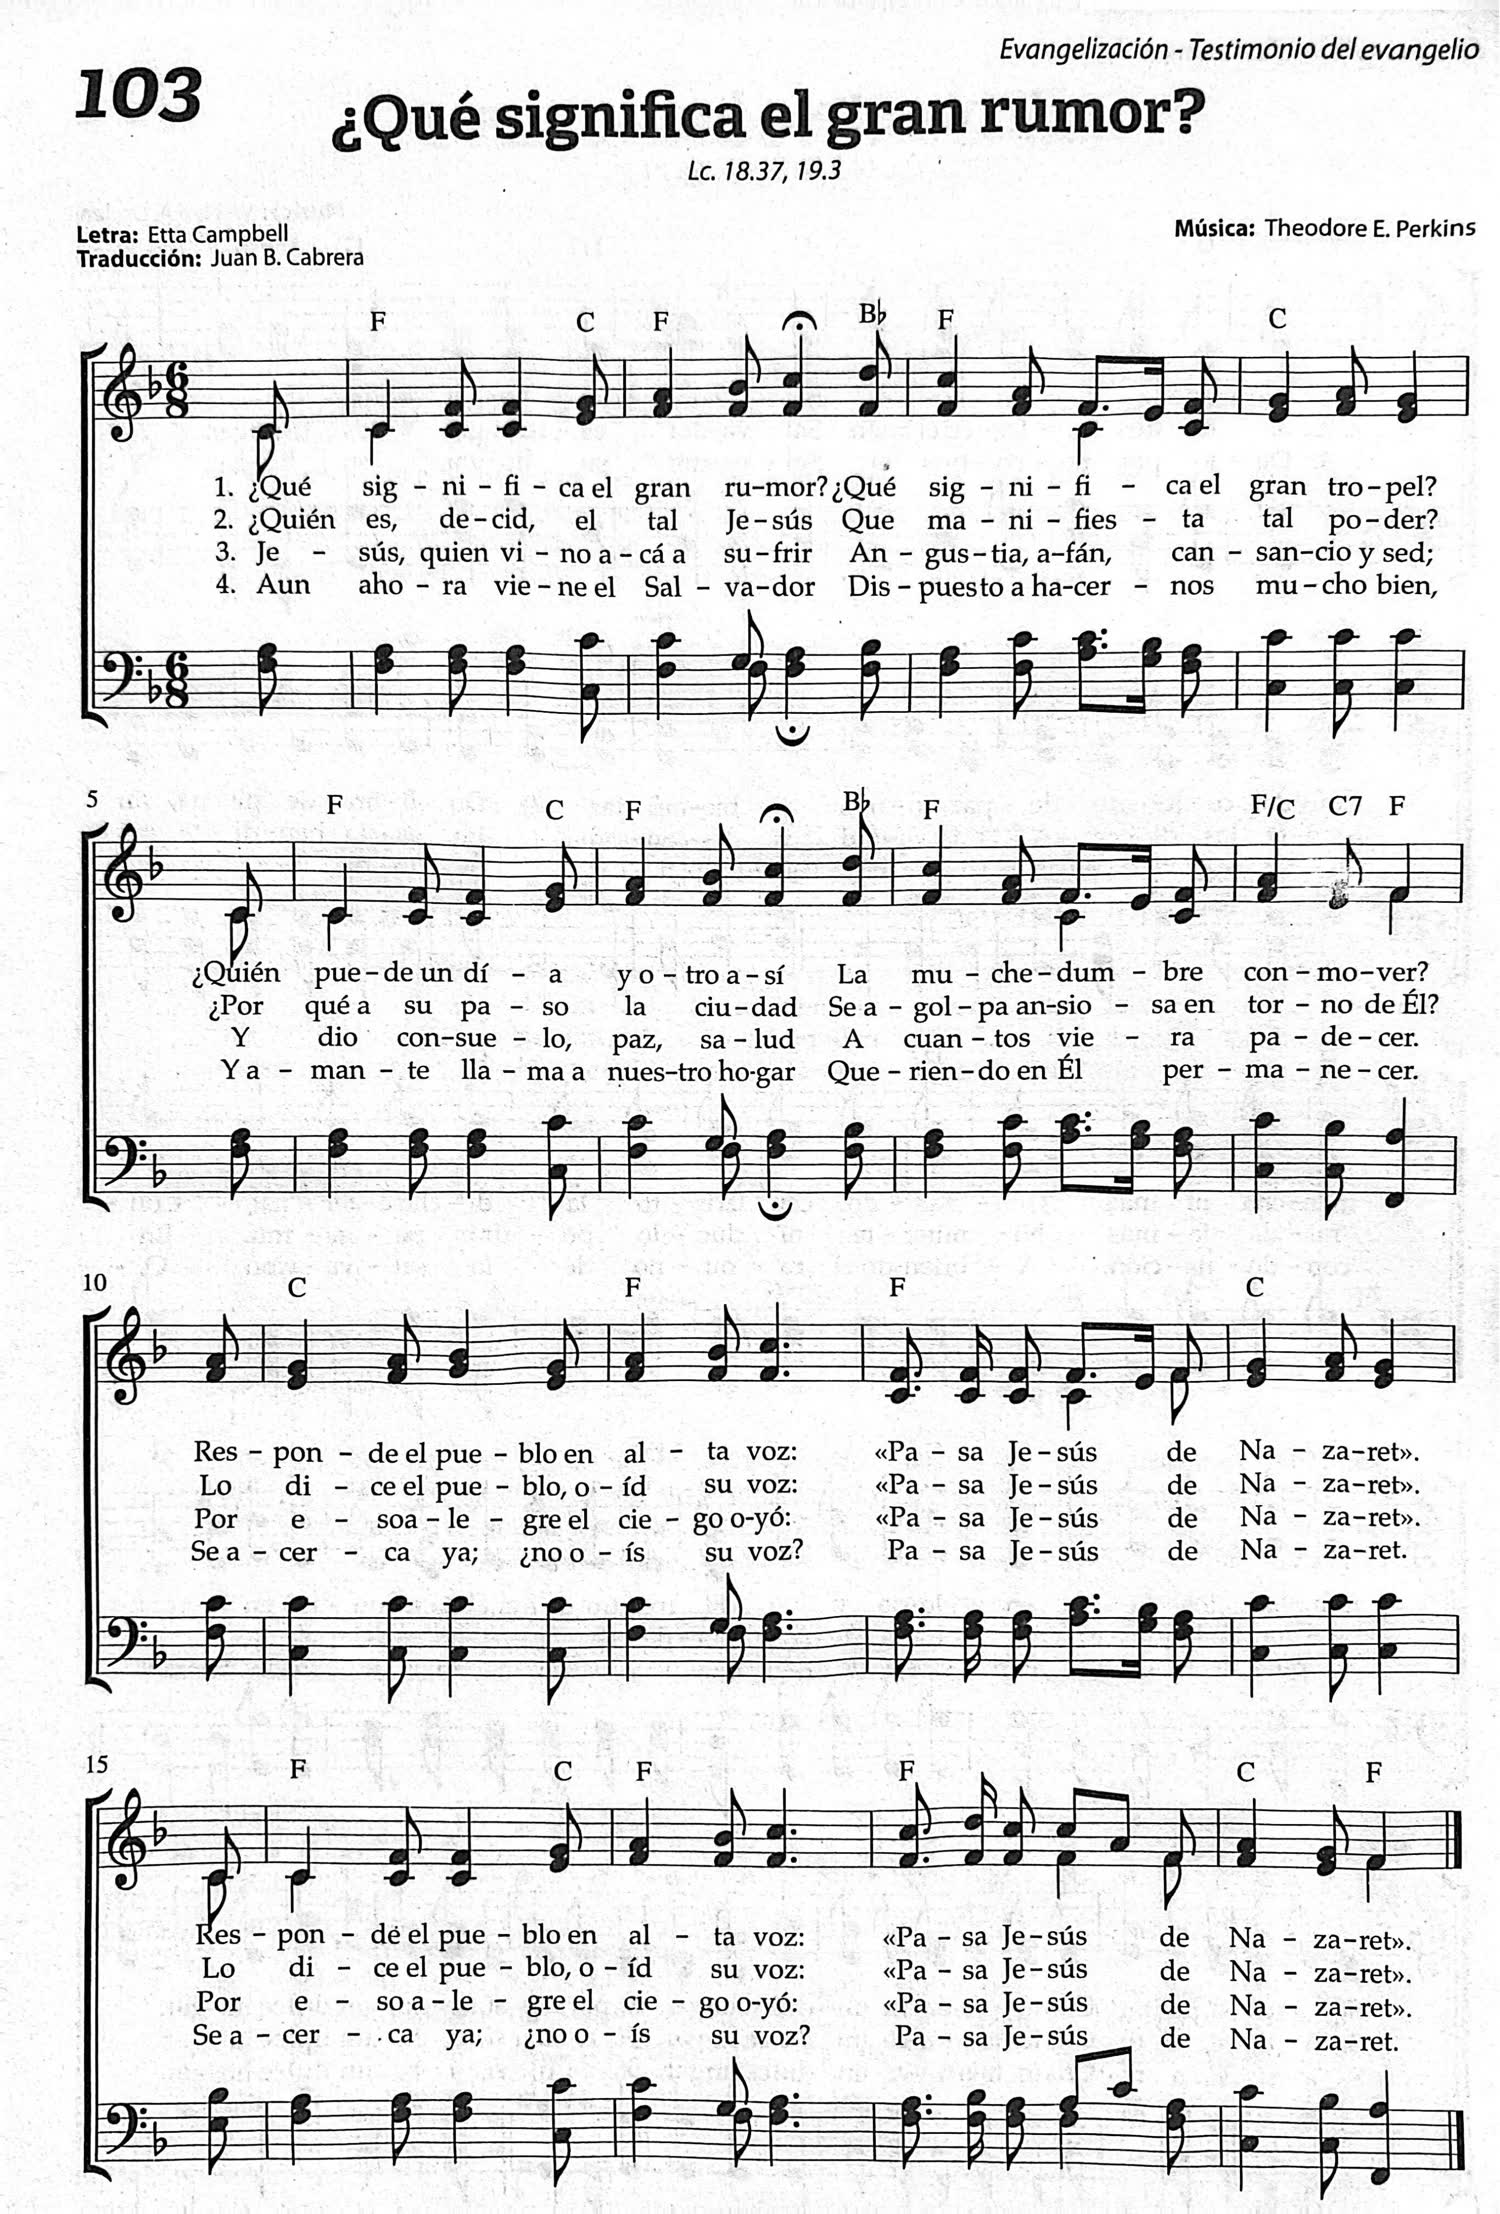 Evangelización - Testimonio del evangelio
103
¿Qué significa el gran rumor?
Lc. 18.37, 19.3
Letra: Etta Campbell
Música: Theodore E. Perkins
Traducción: Juan B. Cabrera
F C F B♭ F C
6 8
1. ¿Qué sig - ni - fi - ca el gran ru-mor? ¿Qué sig - ni - fi - ca el gran tro-pel?
2. ¿Quién es, de-cid, el tal Je-sús Que ma - ni - fies - ta tal po-der?
3. Je - sús, quien vi - no a-cá a su-frir An - gus-tia, a-fán, can - san-cio y sed;
4. Aun aho - ra vie - ne el Sal - va-dor Dis - puesto a ha-cer - nos mu-cho bien,
6 8
5
F C F B♭ F F/C C7 F
¿Quién pue-de un dí - a y o - tro a-sí La mu - che-dum - bre con - mo-ver?
¿Por qué a su pa - so la ciu-dad Se a - gol-pa an-sio - sa en tor - no de Él?
Y dio con-sue - lo, paz, sa - lud A cuan-tos vie - ra pa - de - cer.
Y a - man - te lla - ma a nues-tro ho-gar Que - rien-do en Él per - ma - ne - cer.
10
C F F C
Res - pon - de el pue - blo en al - ta voz: «Pa - sa Je-sús de Na - za-ret».
Lo di - ce el pue - blo, o - íd su voz: «Pa - sa Je-sús de Na - za-ret».
Por e - so a-le - gre el cie - go o-yó: «Pa - sa Je-sús de Na - za-ret».
Se a - cer - ca ya; ¿no o - ís su voz? Pa - sa Je-sús de Na - za-ret.
15
F C F F C F
Res - pon - de el pue - blo en al - ta voz: «Pa - sa Je-sús de Na - za-ret».
Lo di - ce el pue - blo, o - íd su voz: «Pa - sa Je-sús de Na - za-ret».
Por e - so a-le - gre el cie - go o-yó: «Pa - sa Je-sús de Na - za-ret».
Se a - cer - ca ya; ¿no o - ís su voz? Pa - sa Je-sús de Na - za-ret.